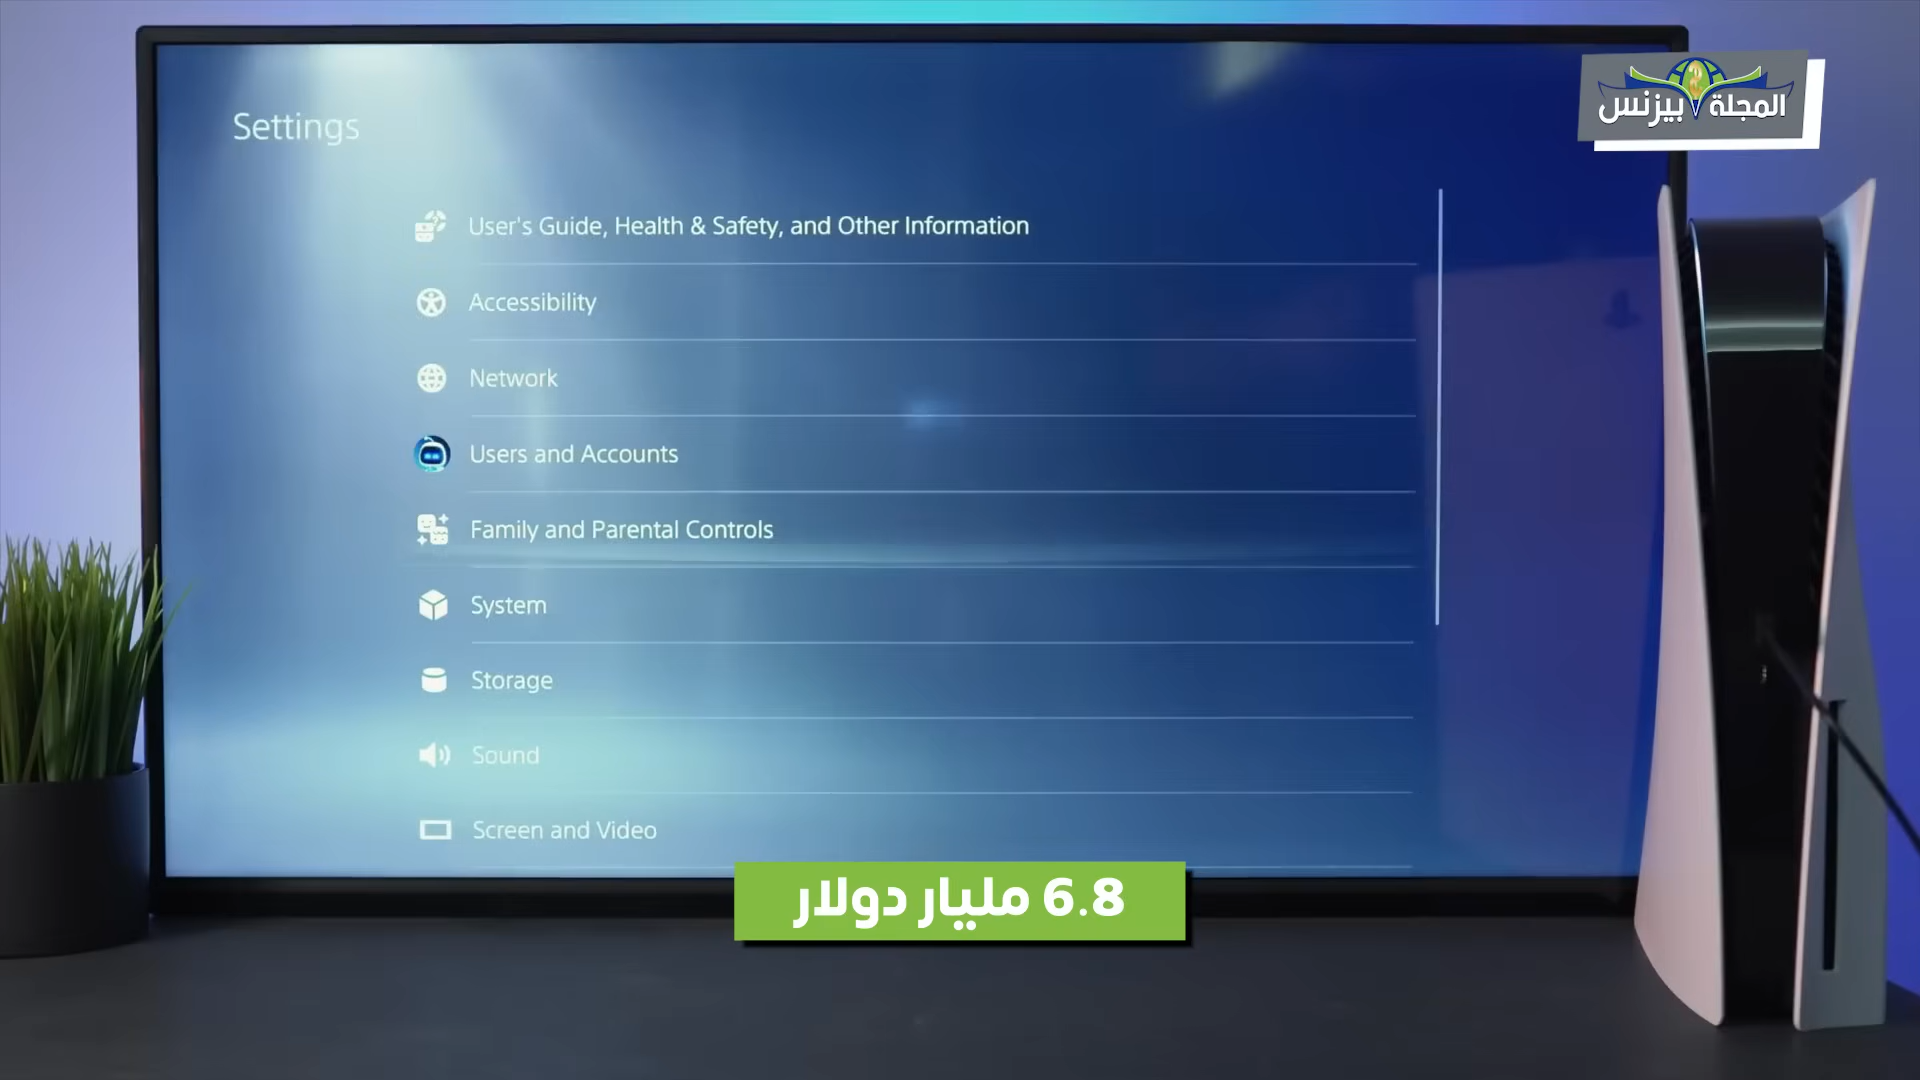 المجلة بيزنس
Settings
User's Guide, Health & Safety, and Other Information
Accessibility
Network
Users and Accounts
Family and Parental Controls
System
Storage
Sound
Screen and Video
6.8 مليار دولار